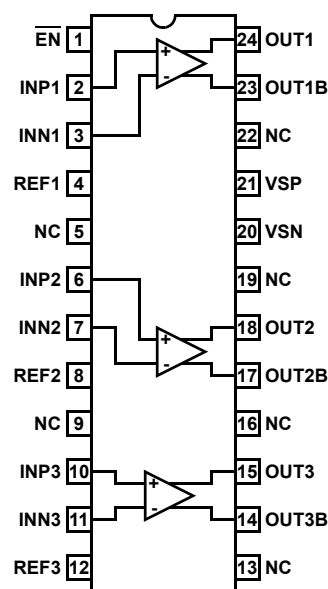 E̅N̅ 1
INP1 2
INN1 3
REF1 4
NC 5
INP2 6
INN2 7
REF2 8
NC 9
INP3 10
INN3 11
REF3 12
+
-
+
-
+
-
24 OUT1
23 OUT1B
22 NC
21 VSP
20 VSN
19 NC
18 OUT2
17 OUT2B
16 NC
15 OUT3
14 OUT3B
13 NC